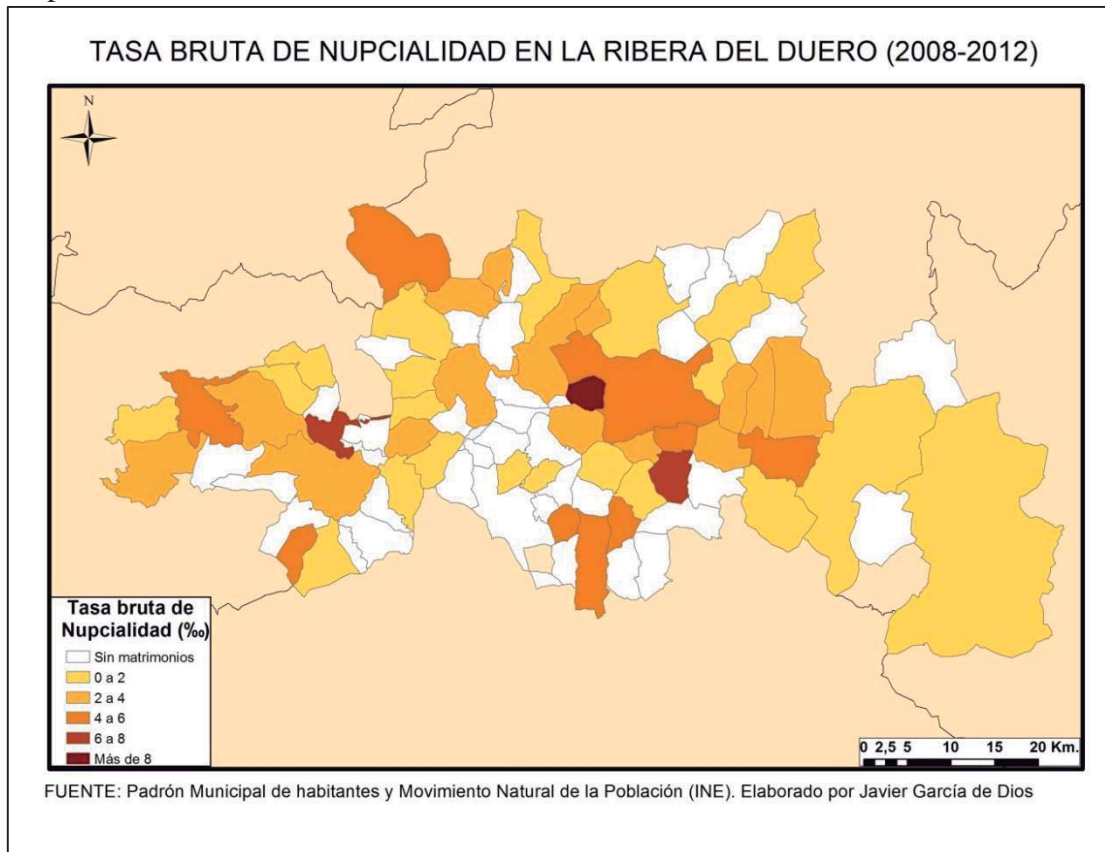 TASA BRUTA DE NUPCIALIDAD EN LA RIBERA DEL DUERO (2008-2012)
N
Tasa bruta de
Nupcialidad (‰)
Sin matrimonios
0 a 2
2 a 4
4 a 6
6 a 8
Más de 8
0 2,5 5 10 15 20 Km.
FUENTE: Padrón Municipal de habitantes y Movimiento Natural de la Población (INE). Elaborado por Javier García de Dios